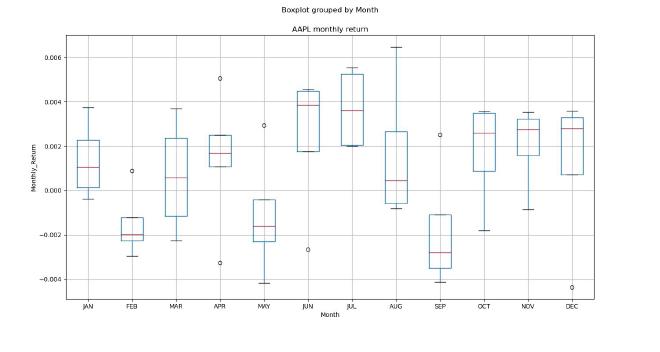 Boxplot grouped by Month
AAPL monthly return
Monthly_Return
0.006
0.004
0.002
0.000
−0.002
−0.004
JAN FEB MAR APR MAY JUN JUL AUG SEP OCT NOV DEC
Month